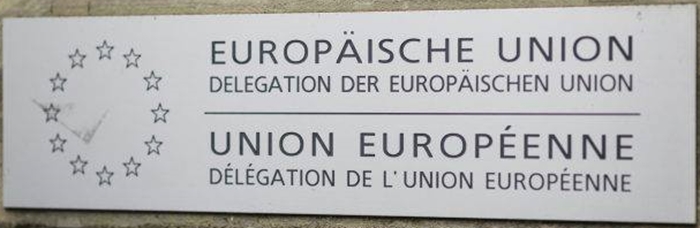 EUROPÄISCHE UNION
DELEGATION DER EUROPÄISCHEN UNION
UNION EUROPÉENNE
DÉLÉGATION DE L'UNION EUROPÉENNE